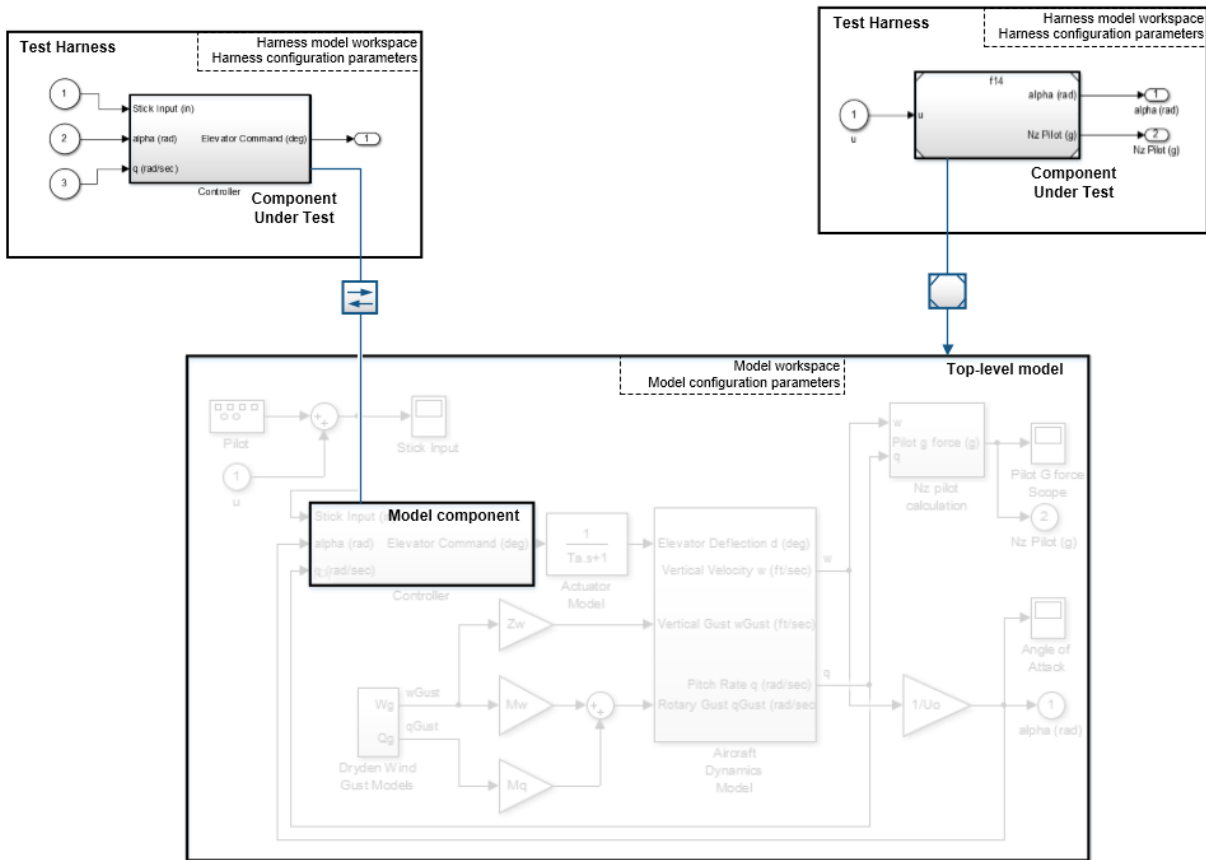 Test Harness
Harness model workspace
Harness configuration parameters
1
2
3
Stick Input (in)
alpha (rad)
q (rad/sec)
Elevator Command (deg)
1
Controller
Component
Under Test
Test Harness
Harness model workspace
Harness configuration parameters
1
u
u
f14
alpha (rad)
Nz Pilot (g)
1
alpha (rad)
2
Nz Pilot (g)
Component
Under Test
Model workspace
Model configuration parameters
Top-level model
Pilot
1
u
+
+
Stick Input
Stick Input (i
Model component
alpha (rad)
Elevator Command (deg)
q (rad/sec)
Controller
1
Ta.s+1
Actuator
Model
Elevator Deflection d (deg)
Vertical Velocity w (ft/sec)
Vertical Gust wGust (ft/sec)
Pitch Rate q (rad/sec)
Rotary Gust qGust (rad/sec
Aircraft
Dynamics
Model
w
q
w
Pilot g force (g)
q
Nz pilot
calculation
Pilot G force
Scope
2
Nz Pilot (g)
Zw
Mw
Mq
+
+
Wg
Qg
wGust
qGust
Dryden Wind
Gust Models
1/Uo
Angle of
Attack
1
alpha (rad)